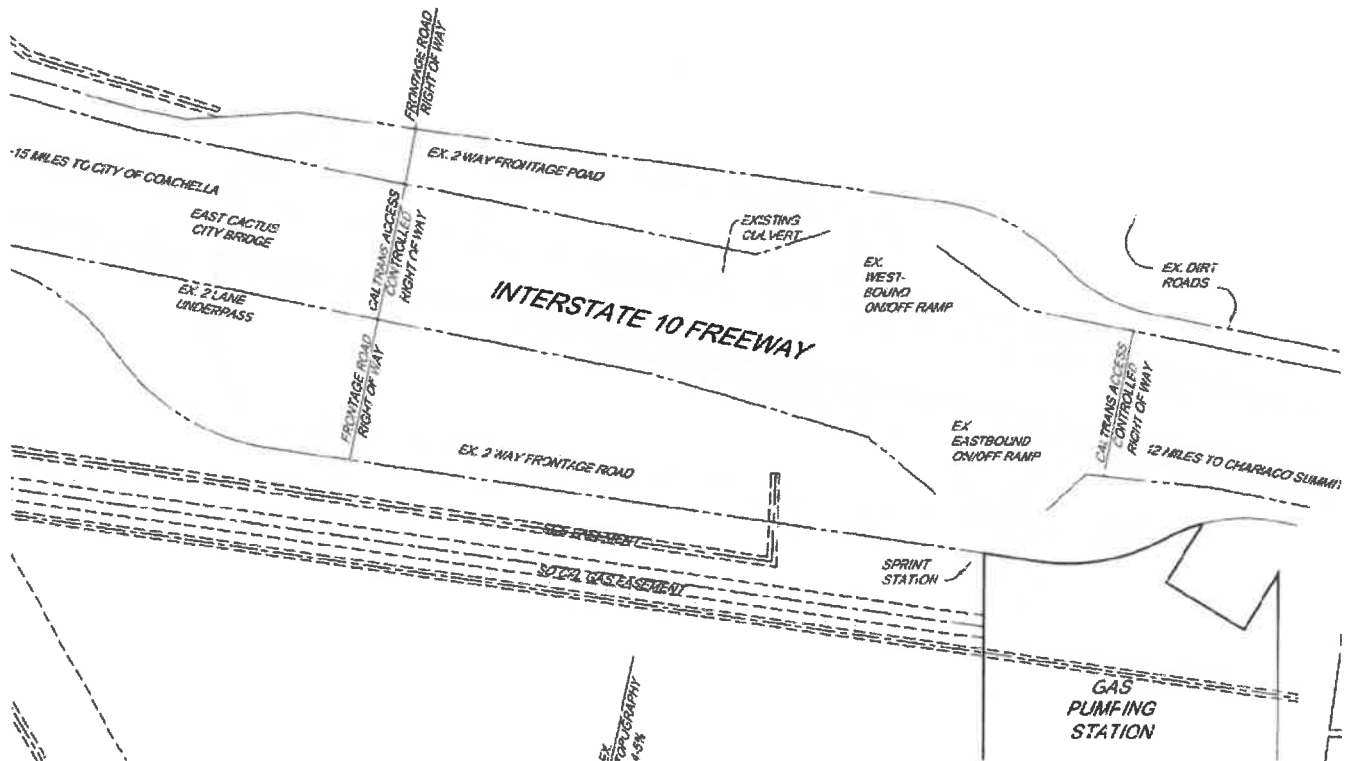 FRONTAGE ROAD
RIGHT OF WAY
EX. 2 WAY FRONTAGE POAD
-15 MILES TO CITY OF COACHELLA
EAST CACTUS
CITY BRIDGE
CALTRANS ACCESS
CONTROLLED
RIGHT OF WAY
EXISTING
CULVERT
EX.
WEST-
BOUND
ON/OFF RAMP
EX. DIRT
ROADS
EX. 2 LANE
UNDERPASS
INTERSTATE 10 FREEWAY
FRONTAGE ROAD
RIGHT OF WAY
CALTRANS ACCESS
CONTROLLED
RIGHT OF WAY
EX. 2 WAY FRONTAGE ROAD
EX
EASTBOUND
ON/OFF RAMP
12 MILES TO CHARIACO SUMMIT
EASEMENT
SO CAL GAS EASEMENT
SPRINT
STATION
GAS
PUMPING
STATION
EX.
TOPOGRAPHY
4-5%